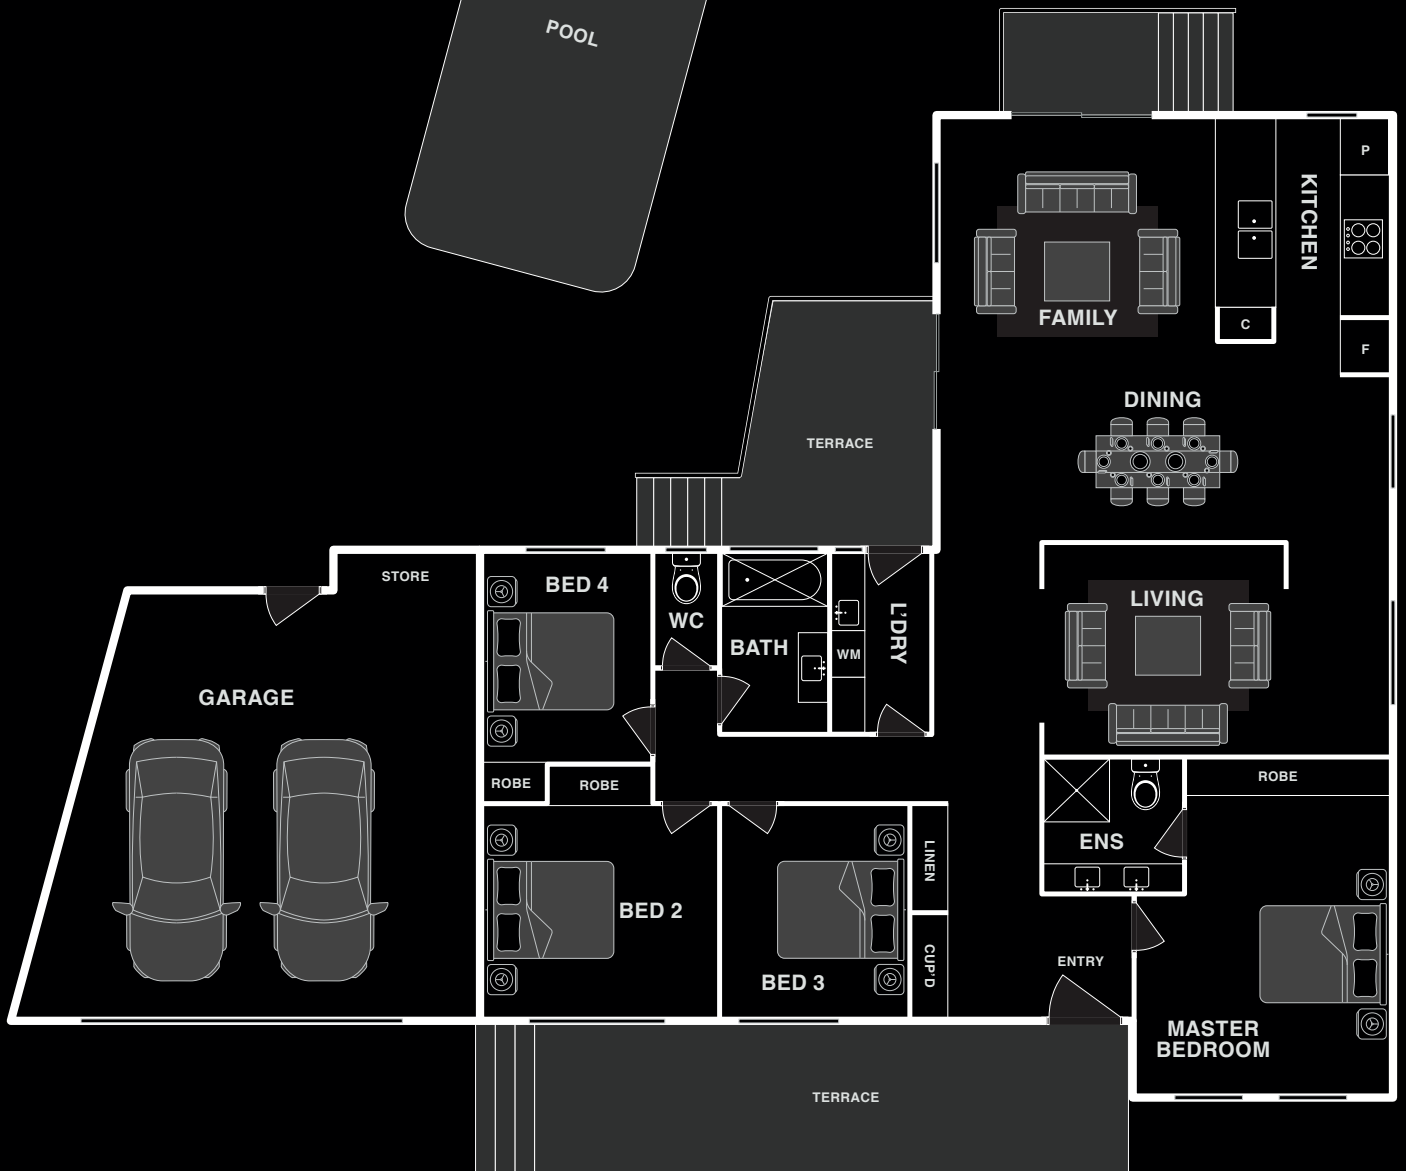 POOL
P
KITCHEN
FAMILY
C
F
DINING
TERRACE
STORE
BED 4
WC
BATH
WM
L'DRY
LIVING
GARAGE
ROBE
ROBE
ROBE
ENS
LINEN
BED 2
BED 3
CUP'D
ENTRY
MASTER
BEDROOM
TERRACE